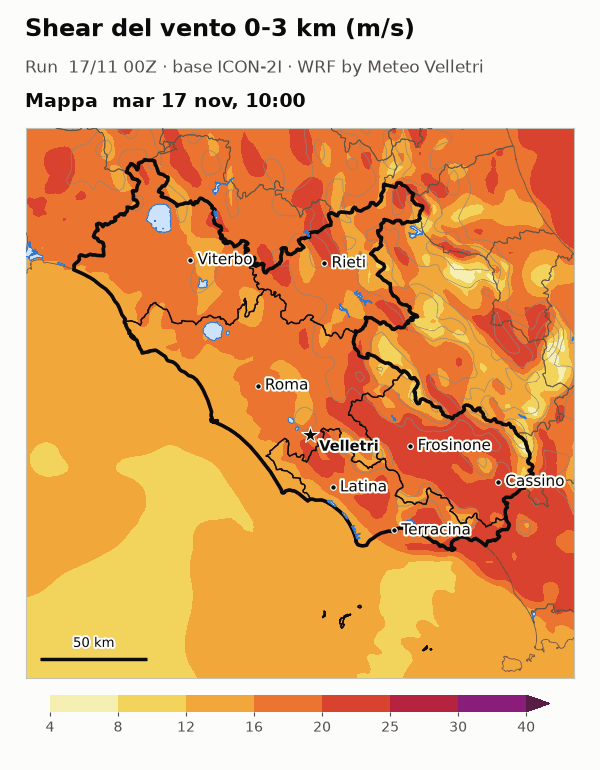 Shear del vento 0-3 km (m/s)
Run  17/11 00Z · base ICON-2I · WRF by Meteo Velletri
Mappa  mar 17 nov, 10:00
Viterbo
Rieti
Roma
Velletri
Frosinone
Cassino
Latina
Terracina
50 km
4 8 12 16 20 25 30 40